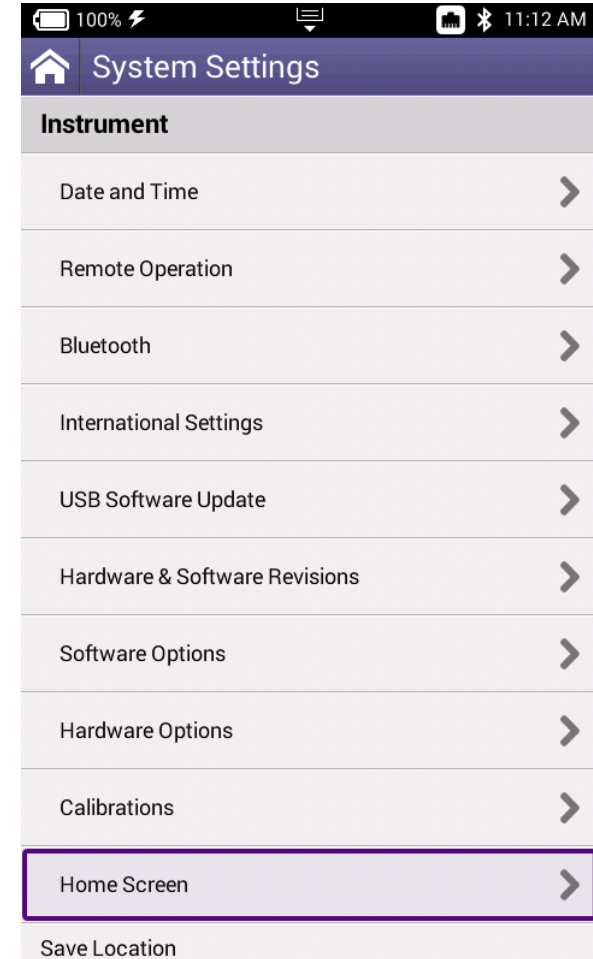 100% 11:12 AM
System Settings
Instrument
Date and Time
Remote Operation
Bluetooth
International Settings
USB Software Update
Hardware & Software Revisions
Software Options
Hardware Options
Calibrations
Home Screen
Save Location